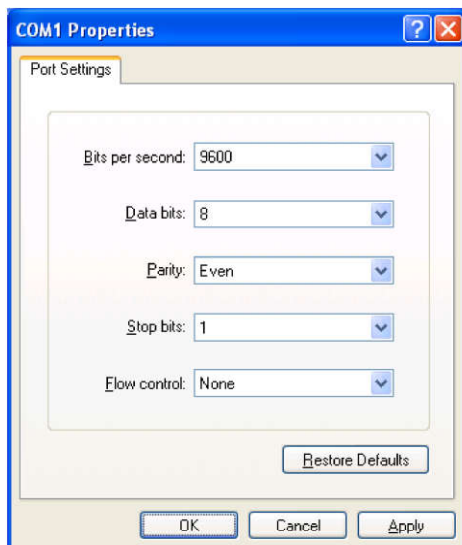 COM1 Properties
Port Settings
Bits per second: 9600
Data bits: 8
Parity: Even
Stop bits: 1
Flow control: None
Restore Defaults
OK Cancel Apply